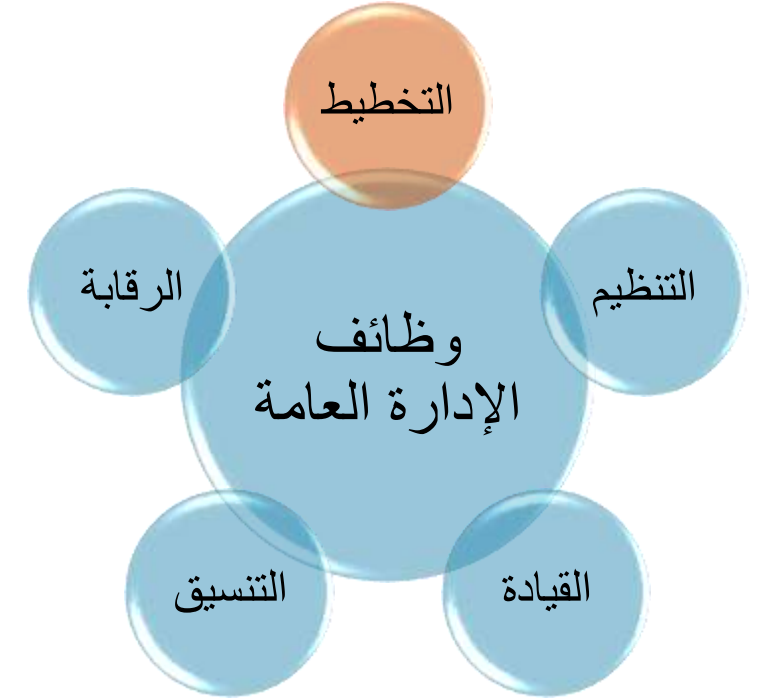 التخطيط
التنظيم
الرقابة
وظائف
الإدارة العامة
القيادة
التنسيق